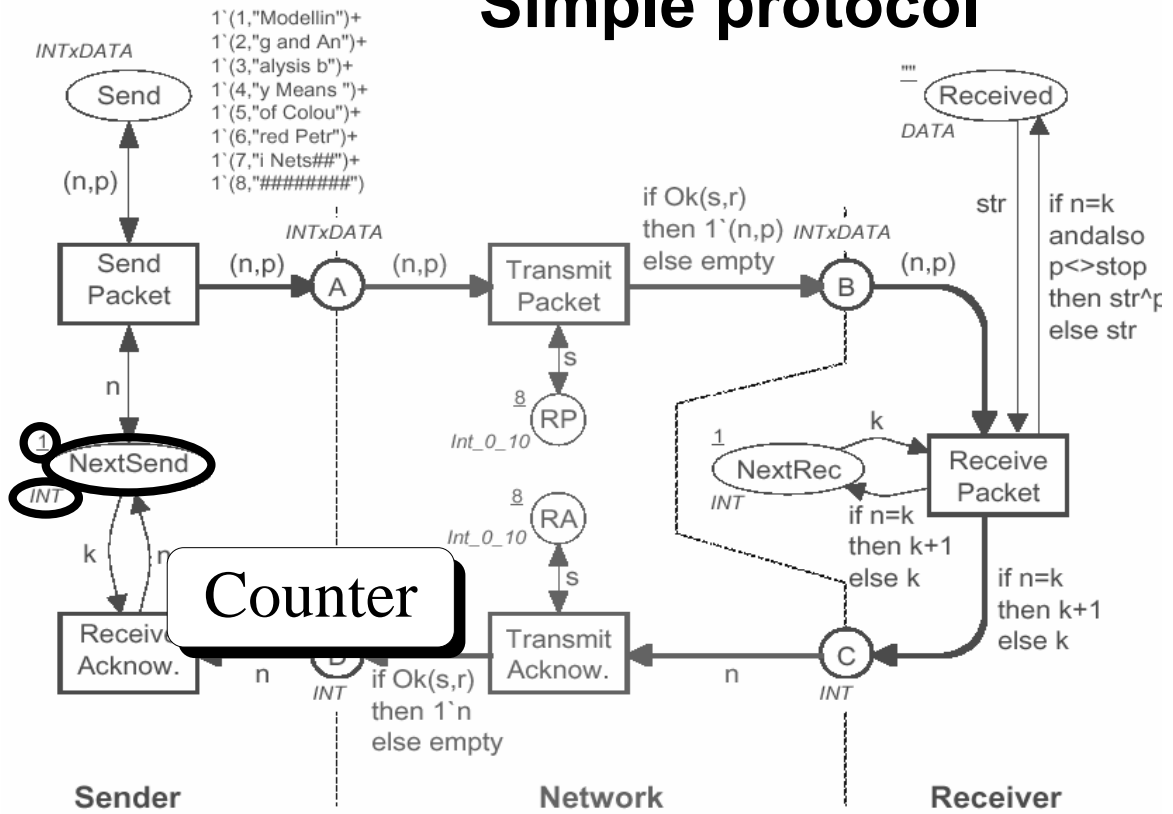 Simple protocol
1`(1,"Modellin")+
1`(2,"g and An")+
1`(3,"alysis b")+
1`(4,"y Means ")+
1`(5,"of Colou")+
1`(6,"red Petr")+
1`(7,"i Nets##")+
1`(8,"########")
INTxDATA
Send
(n,p)
Send
Packet
(n,p)
INTxDATA
A
(n,p)
Transmit
Packet
if Ok(s,r)
then 1`(n,p)
else empty
INTxDATA
B
(n,p)
""
Received
DATA
str
if n=k
andalso
p<>stop
then str^p
else str
n
s
8
RP
Int_0_10
1
NextSend
INT
1
NextRec
INT
k
Receive
Packet
if n=k
then k+1
else k
8
RA
Int_0_10
s
k
n
Counter
Receive
Acknow.
n
D
INT
if Ok(s,r)
then 1`n
else empty
Transmit
Acknow.
n
C
INT
if n=k
then k+1
else k
Sender
Network
Receiver